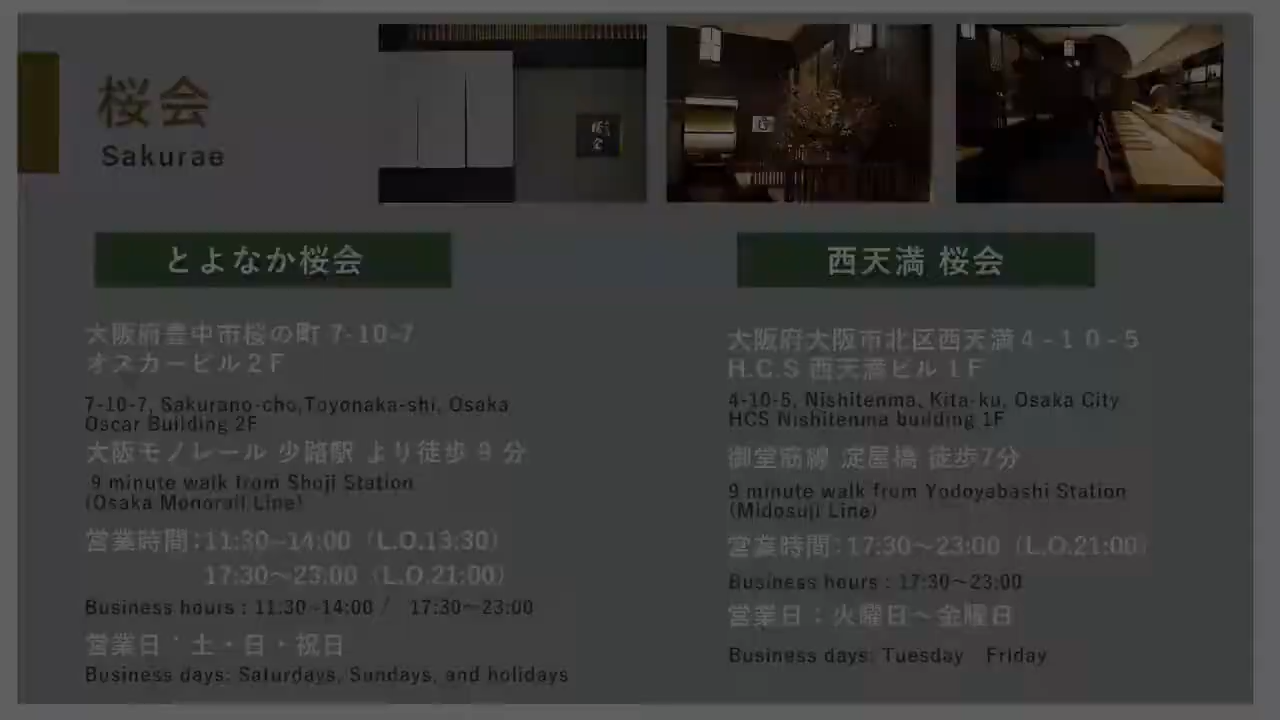 桜会
Sakurae
とよなか桜会
大阪府豊中市桜の町 7-10-7
オスカービル2F
7-10-7, Sakurano-cho,Toyonaka-shi, Osaka
Oscar Building 2F
大阪モノレール 少路駅 より徒歩 9 分
9 minute walk from Shoji Station
(Osaka Monorail Line)
営業時間:11:30~14:00（L.O.13:30）
17:30～23:00（L.O.21:00）
Business hours : 11:30~14:00 / 17:30～23:00
営業日：土・日・祝日
Business days: Saturdays, Sundays, and holidays
西天満 桜会
大阪府大阪市北区西天満４-１０-５
H.C.S 西天満ビル １F
4-10-5, Nishitenma, Kita-ku, Osaka City
HCS Nishitenma building 1F
御堂筋線 淀屋橋 徒歩7分
9 minute walk from Yodoyabashi Station
(Midosuji Line)
営業時間:17:30～23:00（L.O.21:00）
Business hours : 17:30～23:00
営業日：火曜日～金曜日
Business days: Tuesday Friday